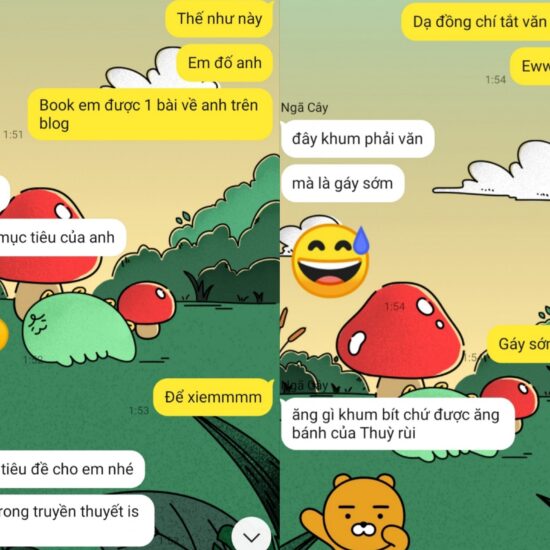 Thế như này
Em đố anh
Book em được 1 bài về anh trên
blog
1:51
mục tiêu của anh
Để xiemmmm
1:53
tiêu đề cho em nhé
rong truyền thuyết is
Dạ đồng chí tắt văn
Eww
1:54
Ngã Cây
đây khum phải văn
mà là gáy sớm
1:54
Gáy sớ
Ngã Cây
ăng gì khum bít chứ được ăng
bánh của Thuỳ rùi